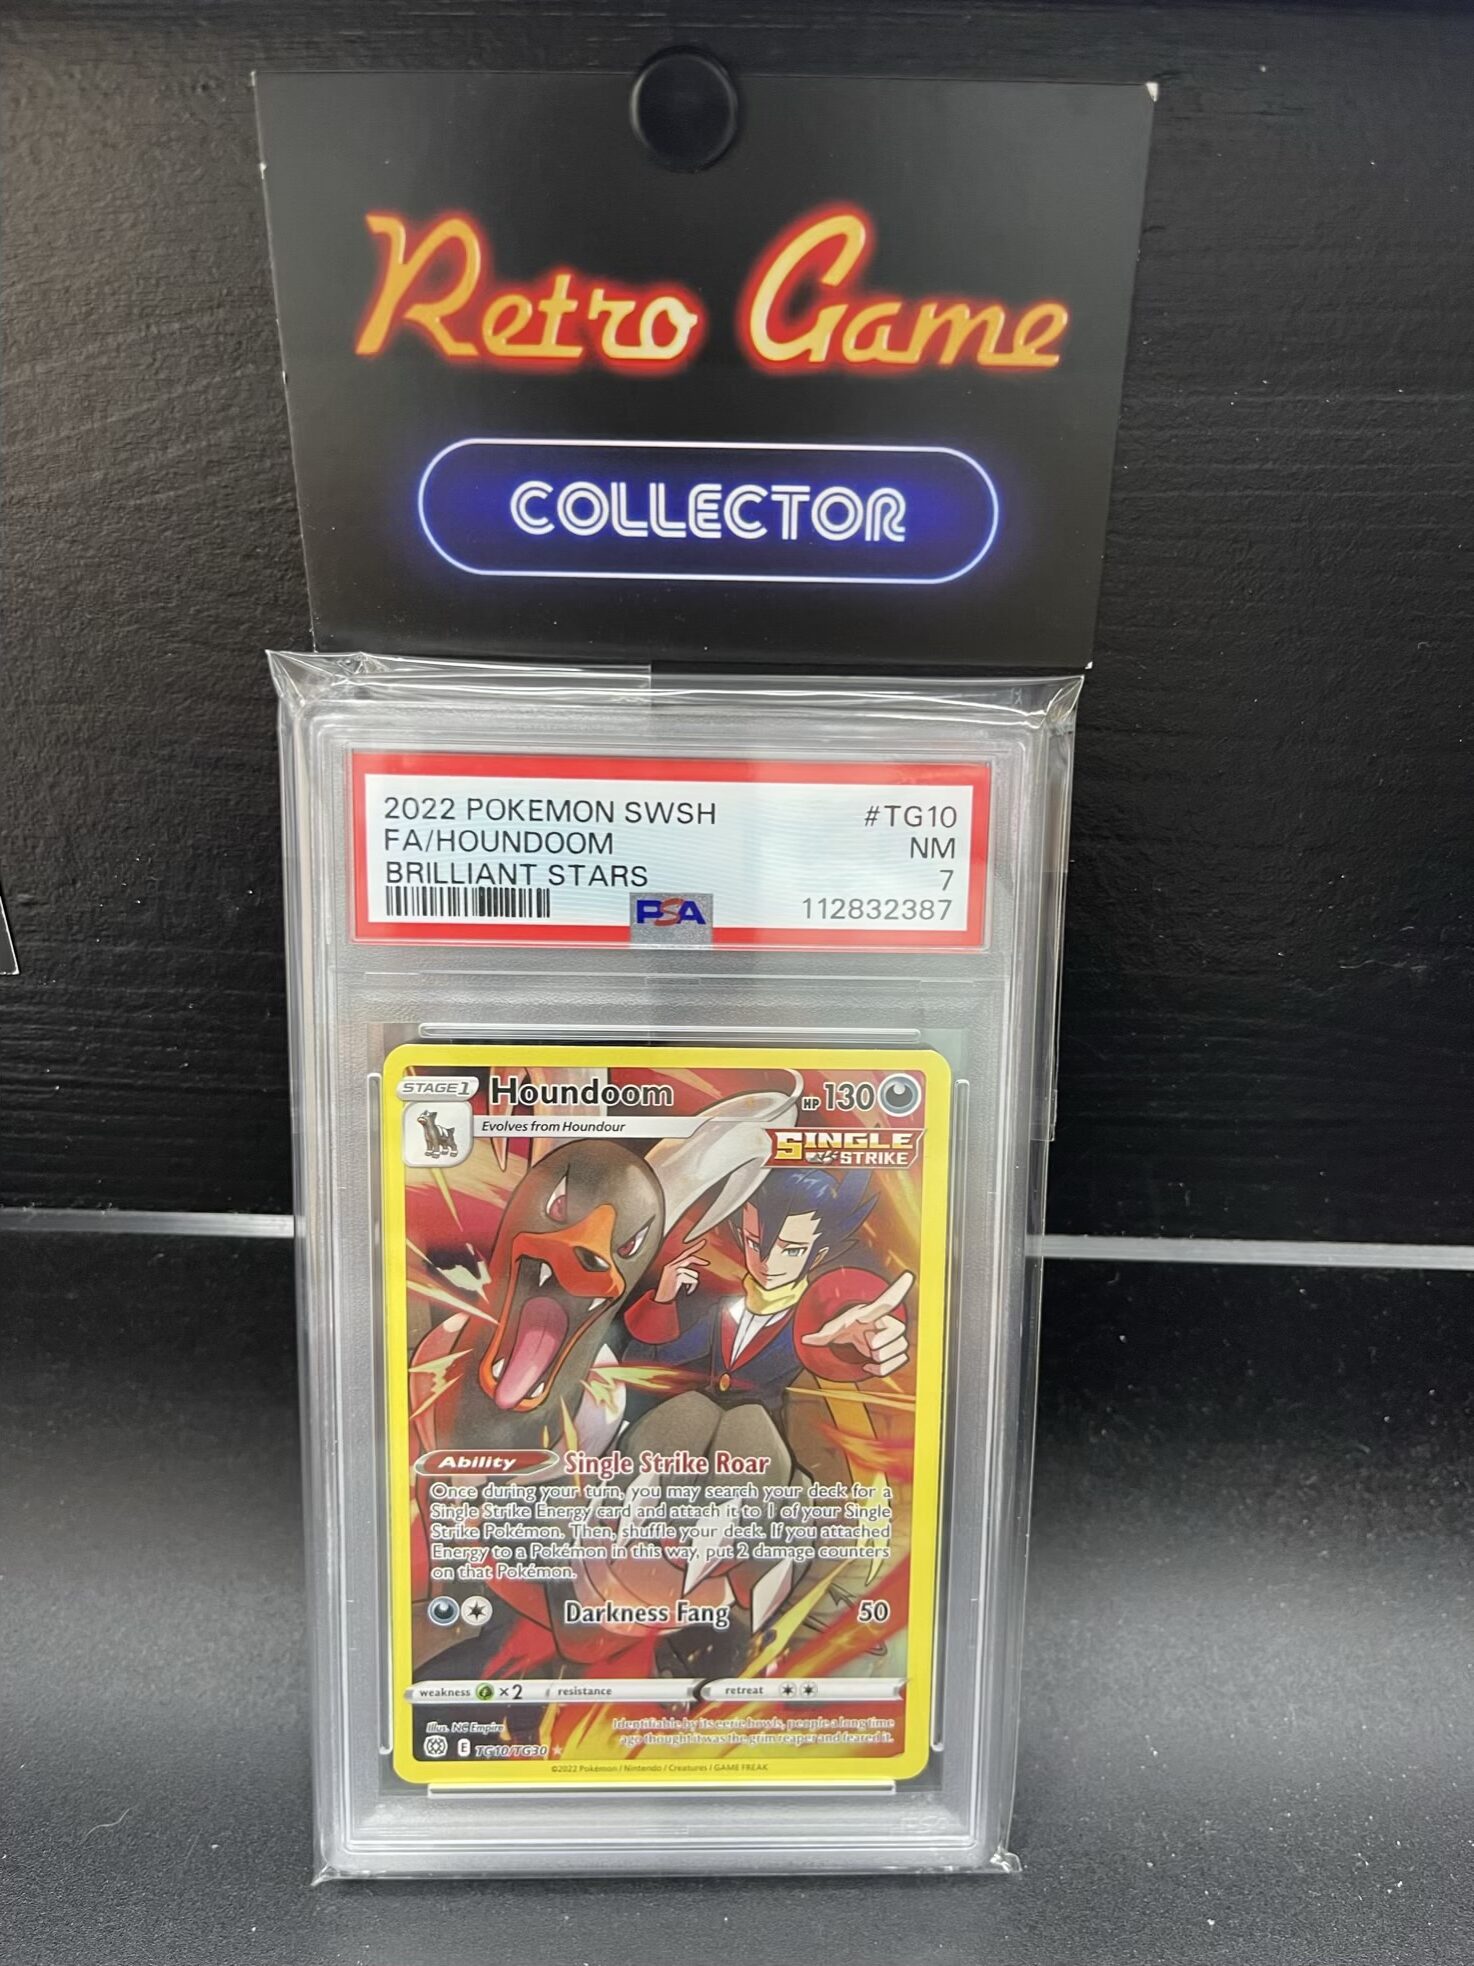 Retro Game
COLLECTOR
2022 POKEMON SWSH #TG10
FA/HOUNDOOM NM
BRILLIANT STARS 7
PSA 112832387
STAGE 1 Houndoom HP 130
Evolves from Houndour
SINGLE
STRIKE
Ability Single Strike Roar
Once during your turn, you may search your deck for a
Single Strike Energy card and attach it to 1 of your Single
Strike Pokémon. Then, shuffle your deck. If you attached
Energy to a Pokémon in this way, put 2 damage counters
on that Pokémon.
Darkness Fang 50
weakness ×2 resistance retreat
Illus. NC Empire
Identifiable by its eerie howls, people a long time
ago thought it was the grim reaper and feared it.
E TG10/TG30
©2022 Pokémon / Nintendo / Creatures / GAME FREAK